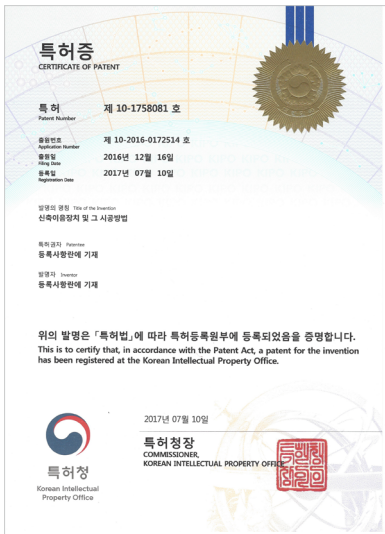 특허증
CERTIFICATE OF PATENT
특허 제 10-1758081 호
Patent Number
출원번호 제 10-2016-0172514 호
Application Number
출원일 2016년 12월 16일
Filing Date
등록일 2017년 07월 10일
Registration Date
발명의 명칭 Title of the Invention
신축이음장치 및 그 시공방법
특허권자 Patentee
등록사항란에 기재
발명자 Inventor
등록사항란에 기재
위의 발명은 「특허법」에 따라 특허등록원부에 등록되었음을 증명합니다.
This is to certify that, in accordance with the Patent Act, a patent for the invention
has been registered at the Korean Intellectual Property Office.
2017년 07월 10일
특허청장
COMMISSIONER,
KOREAN INTELLECTUAL PROPERTY OFFICE
특허청
Korean Intellectual
Property Office